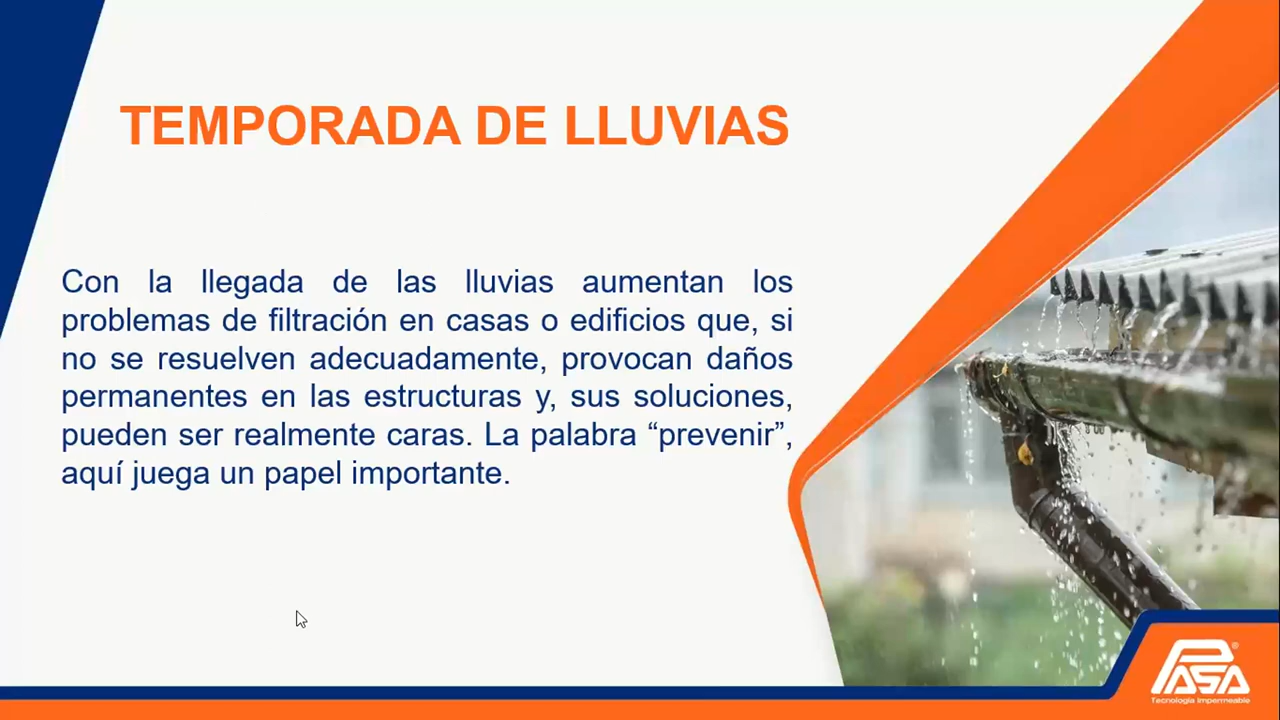 TEMPORADA DE LLUVIAS
Con la llegada de las lluvias aumentan los
problemas de filtración en casas o edificios que, si
no se resuelven adecuadamente, provocan daños
permanentes en las estructuras y, sus soluciones,
pueden ser realmente caras. La palabra “prevenir”,
aquí juega un papel importante.
PASA®
Tecnología Impermeable